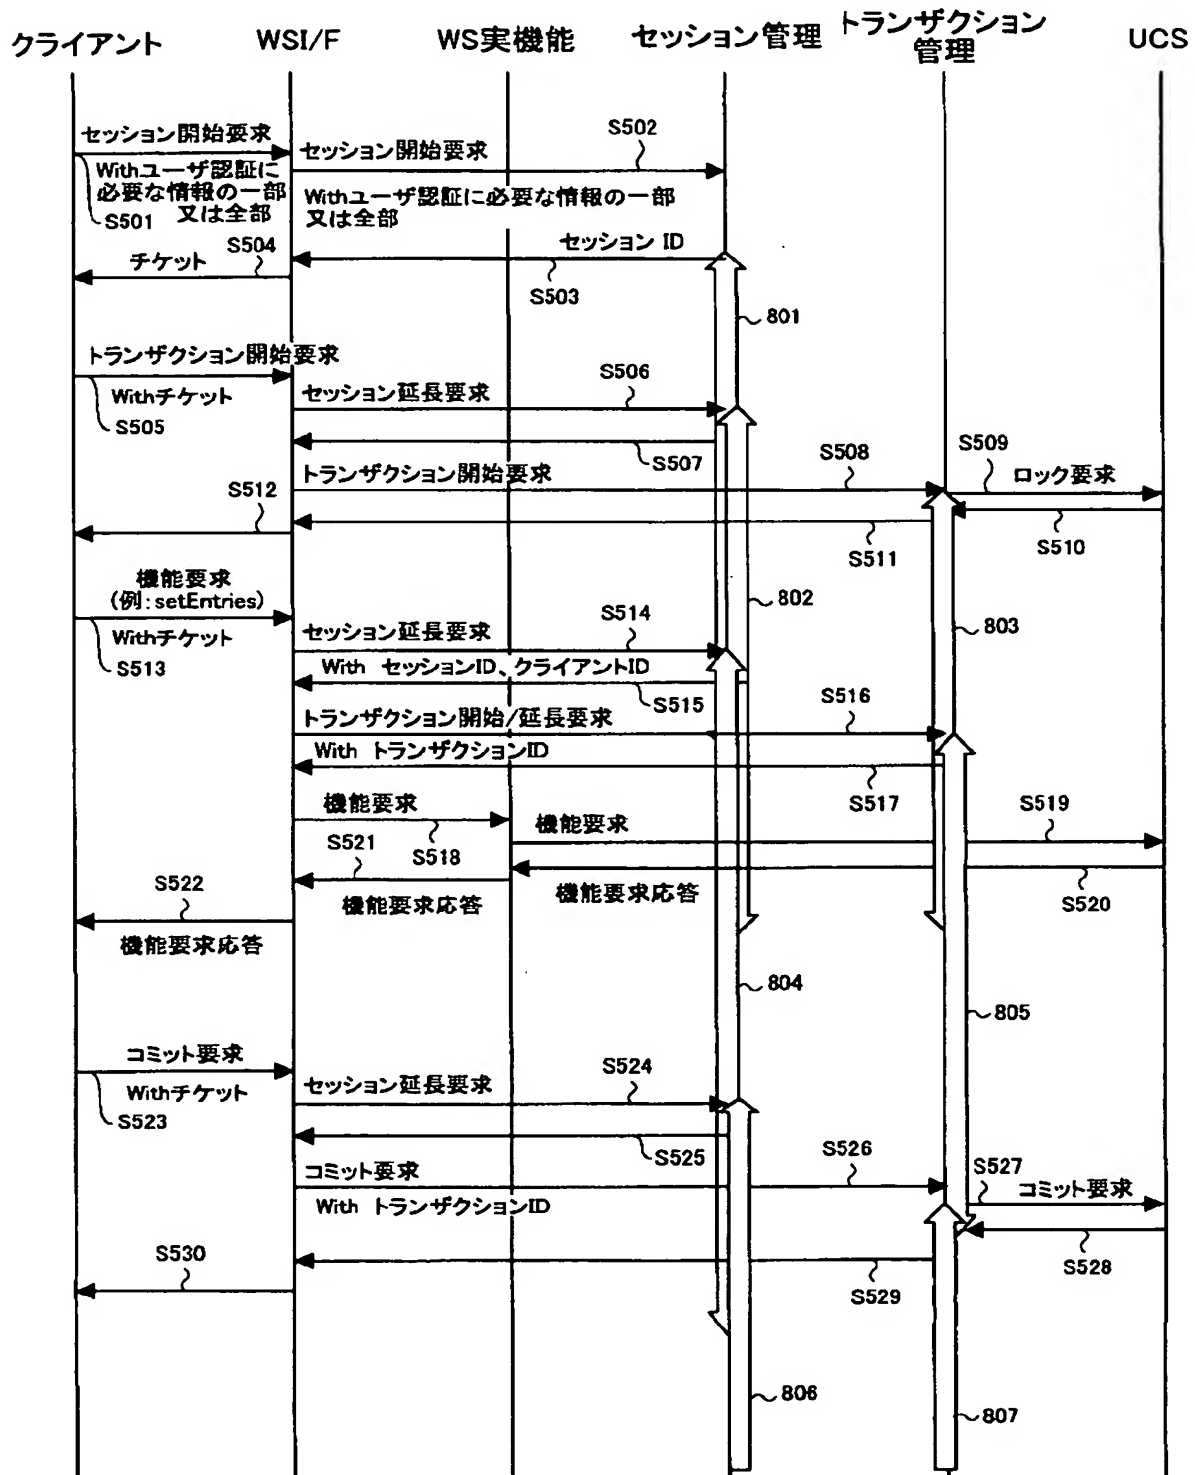 クライアント
WSI/F
WS実機能
セッション管理
トランザクション
管理
UCS
セッション開始要求
Withユーザ認証に
必要な情報の一部
又は全部
S501
セッション開始要求
S502
Withユーザ認証に必要な情報の一部
又は全部
セッション ID
S503
S504
チケット
801
トランザクション開始要求
Withチケット
S505
セッション延長要求
S506
S507
トランザクション開始要求
S508
S509
ロック要求
S510
S511
S512
機能要求
(例:setEntries)
Withチケット
S513
セッション延長要求
S514
802
803
With セッションID、クライアントID
S515
トランザクション開始/延長要求
S516
With トランザクションID
S517
機能要求
S518
機能要求
S519
S520
機能要求応答
S521
機能要求応答
S522
機能要求応答
804
805
コミット要求
Withチケット
S523
セッション延長要求
S524
S525
コミット要求
S526
With トランザクションID
S527
コミット要求
S528
S529
S530
806
807